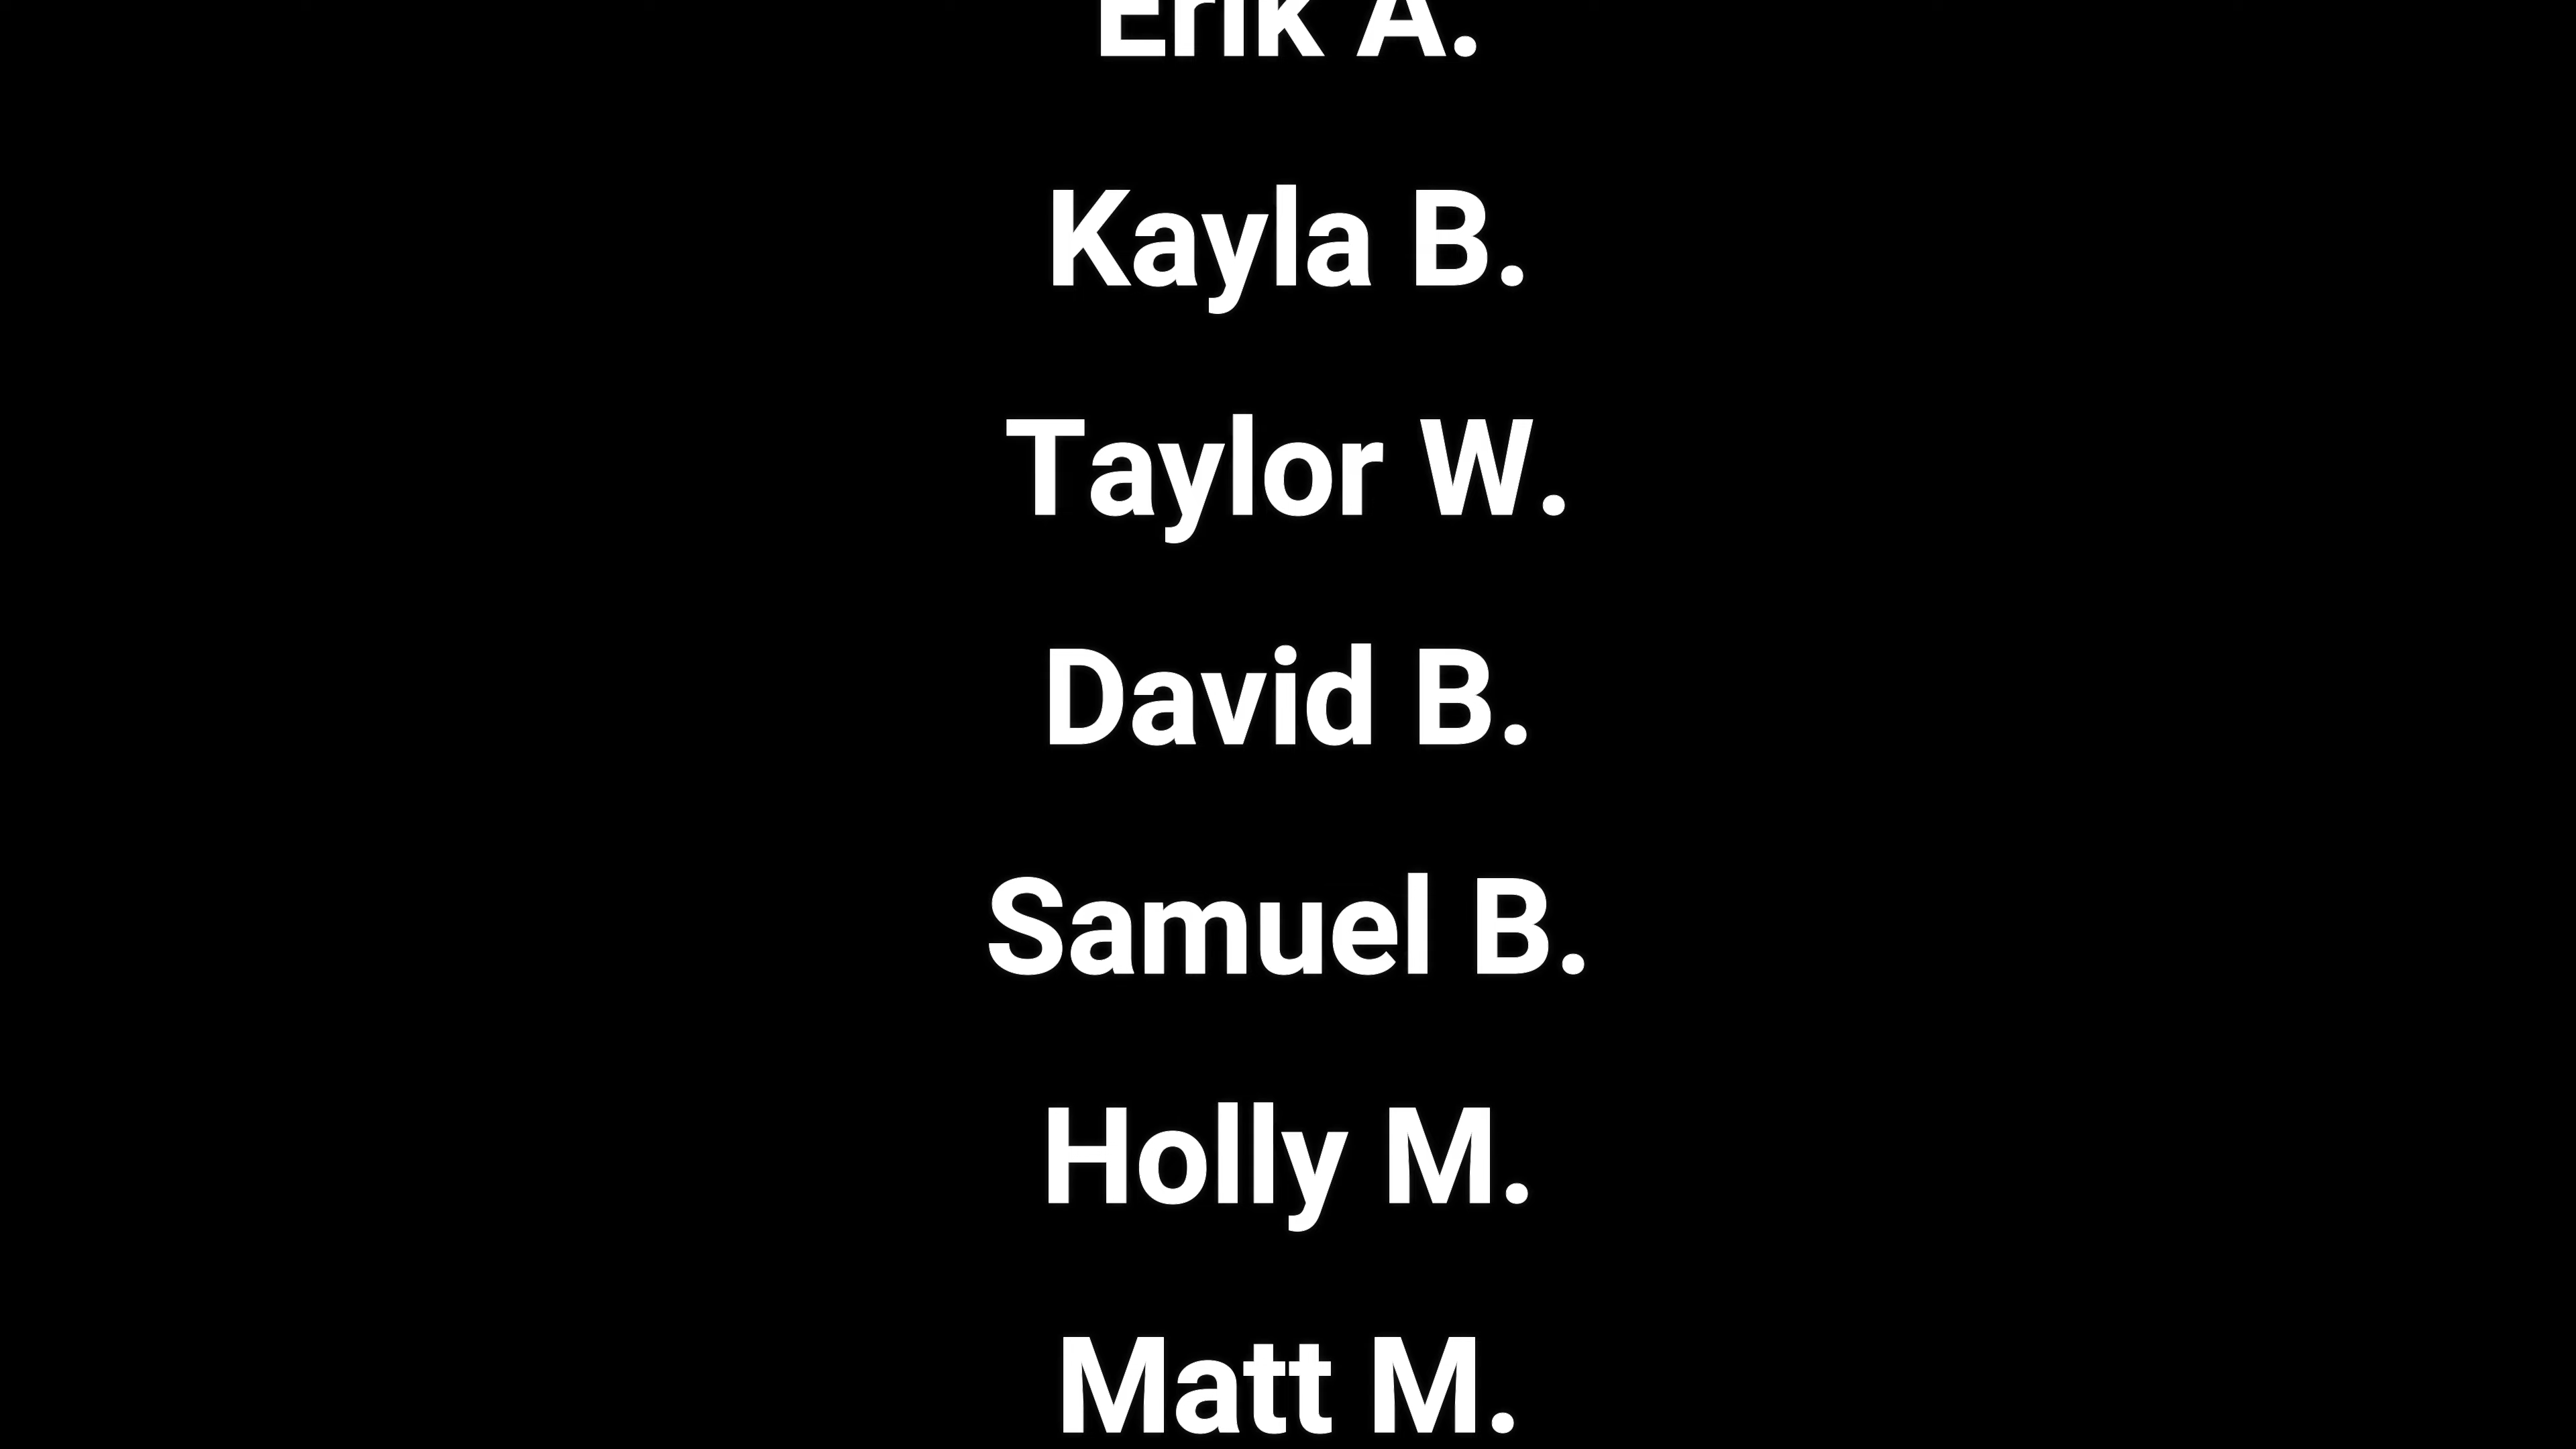 Erik A.
Kayla B.
Taylor W.
David B.
Samuel B.
Holly M.
Matt M.